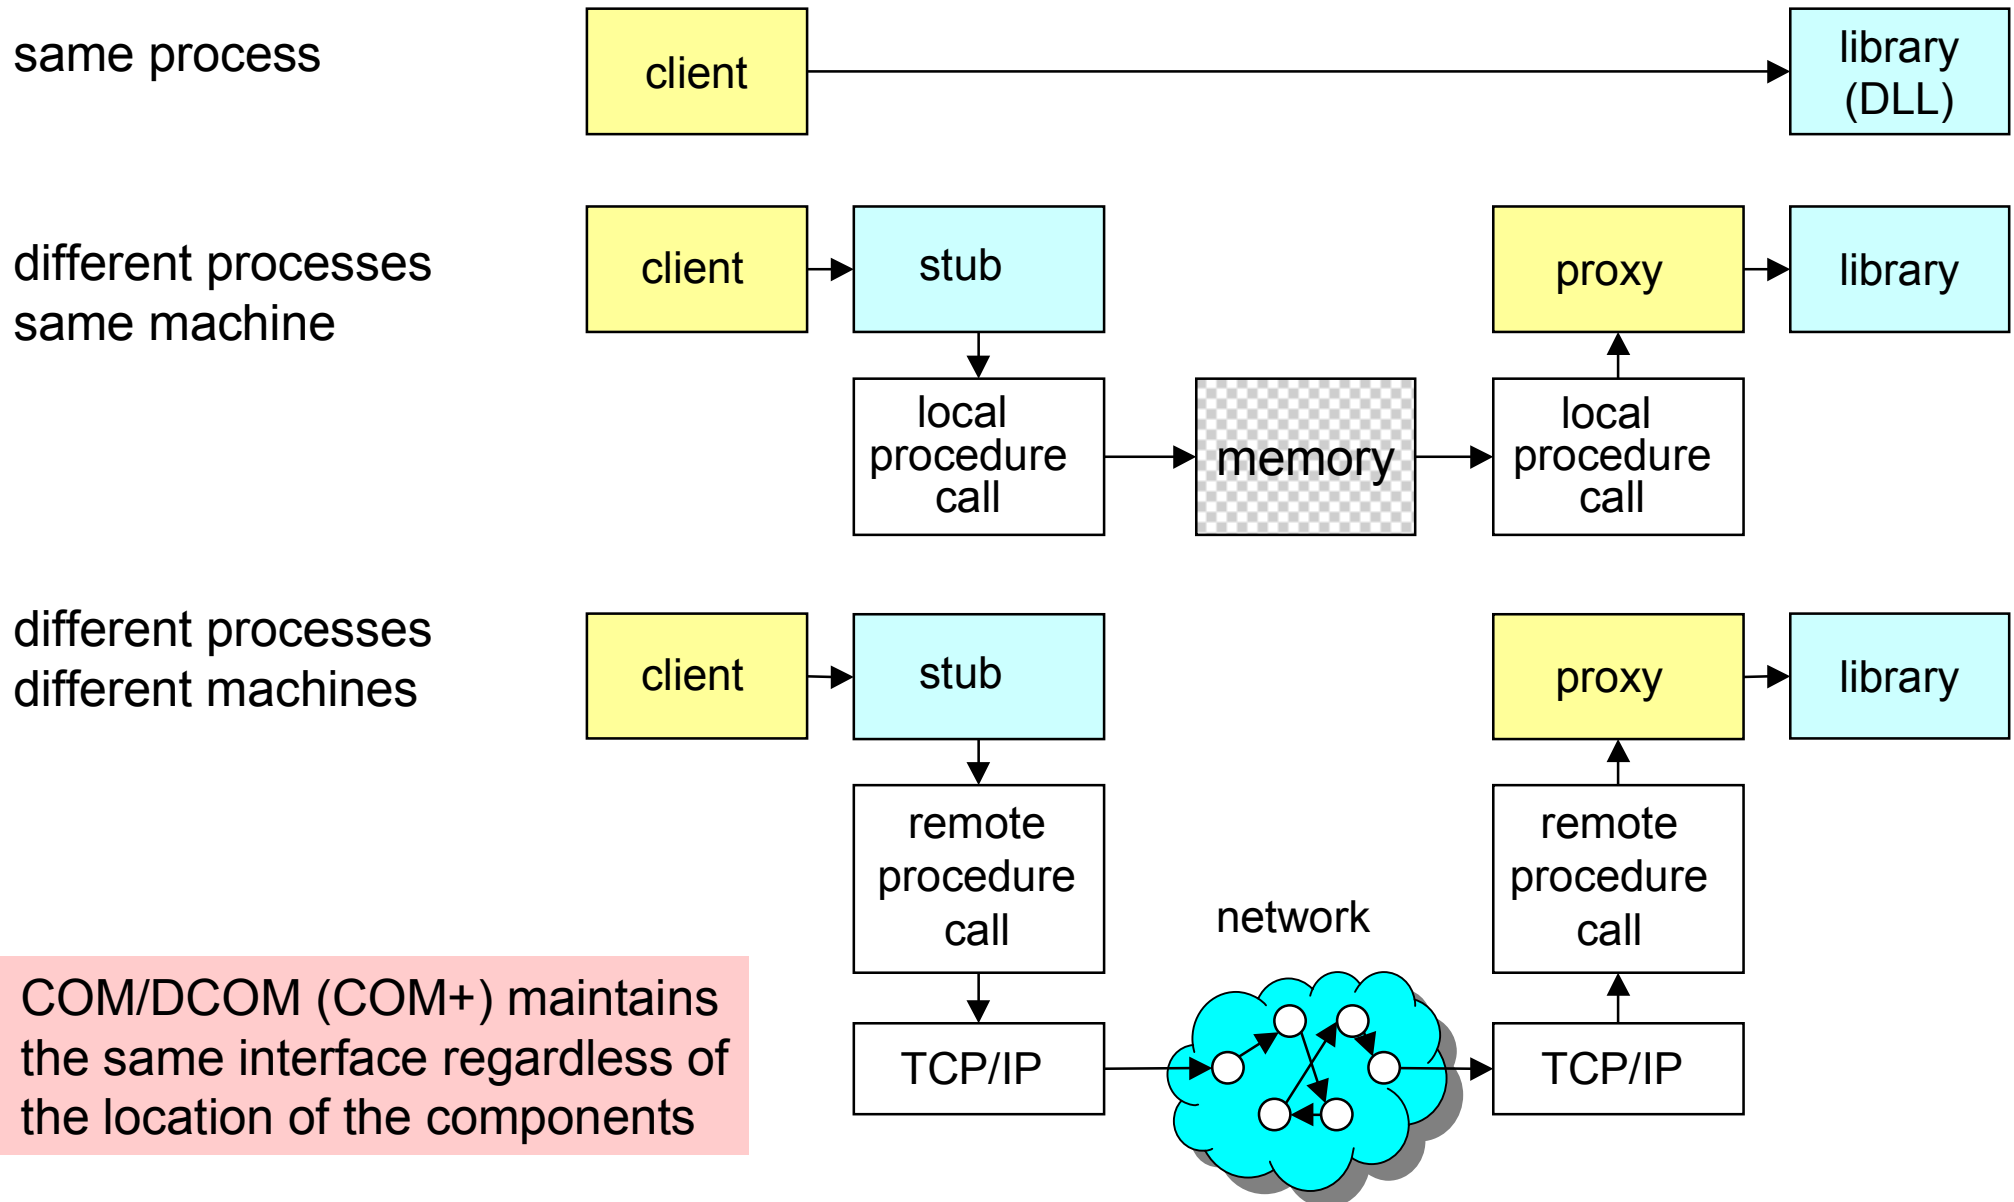 same process
client
library
(DLL)
different processes
same machine
client
stub
proxy
library
local
procedure
call
memory
local
procedure
call
different processes
different machines
client
stub
proxy
library
remote
procedure
call
network
remote
procedure
call
COM/DCOM (COM+) maintains
the same interface regardless of
the location of the components
TCP/IP
TCP/IP